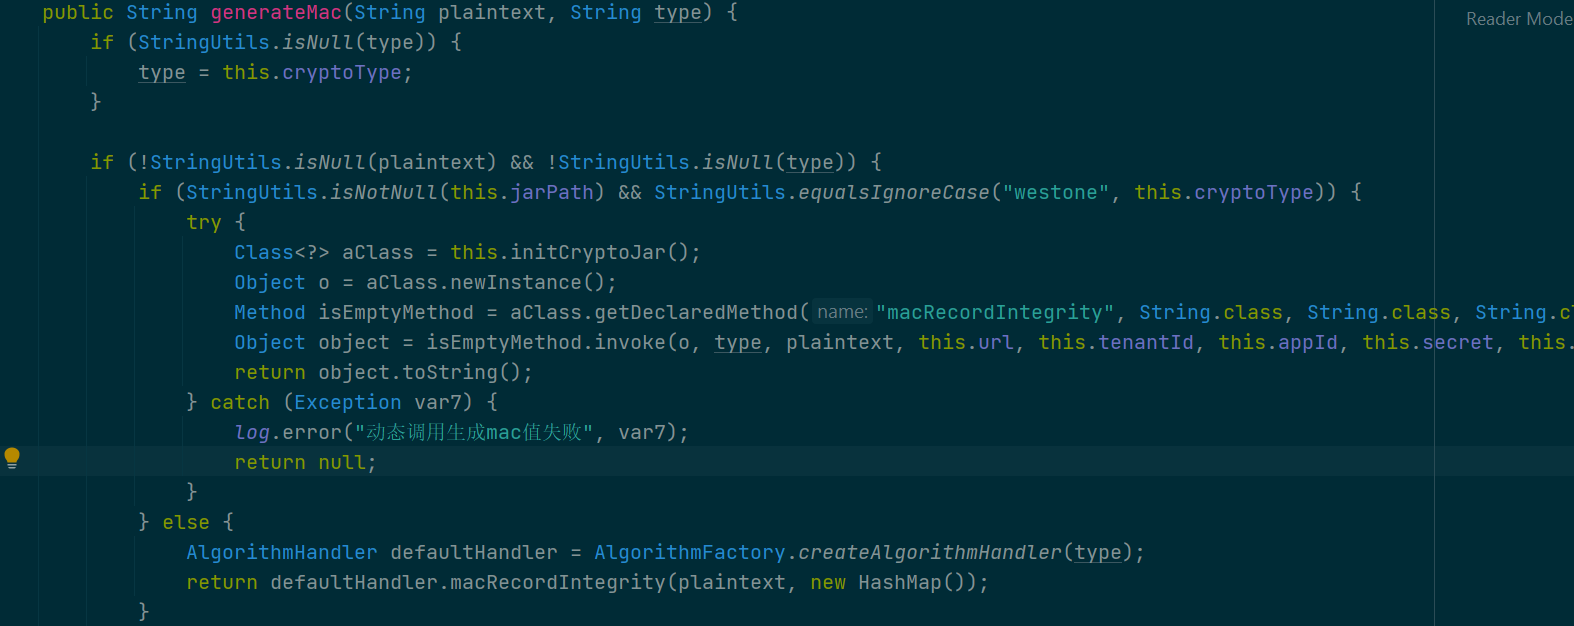 public String generateMac(String plaintext, String type) {
Reader Mode
if (StringUtils.isNull(type)) {
type = this.cryptoType;
}
if (!StringUtils.isNull(plaintext) && !StringUtils.isNull(type)) {
if (StringUtils.isNotNull(this.jarPath) && StringUtils.equalsIgnoreCase("westone", this.cryptoType)) {
try {
Class<?> aClass = this.initCryptoJar();
Object o = aClass.newInstance();
Method isEmptyMethod = aClass.getDeclaredMethod( name: "macRecordIntegrity", String.class, String.class, String.c
Object object = isEmptyMethod.invoke(o, type, plaintext, this.url, this.tenantId, this.appId, this.secret, this.
return object.toString();
} catch (Exception var7) {
log.error("动态调用生成mac值失败", var7);
return null;
}
} else {
AlgorithmHandler defaultHandler = AlgorithmFactory.createAlgorithmHandler(type);
return defaultHandler.macRecordIntegrity(plaintext, new HashMap());
}